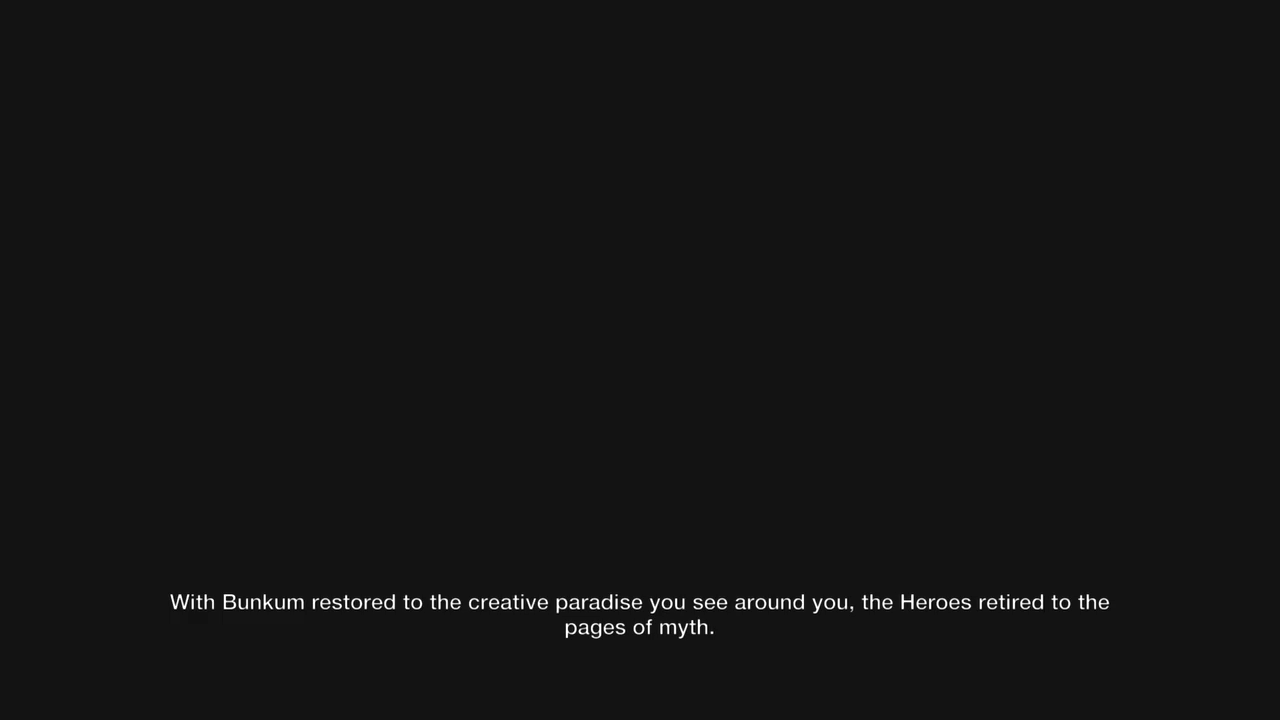 With Bunkum restored to the creative paradise you see around you, the Heroes retired to the
pages of myth.